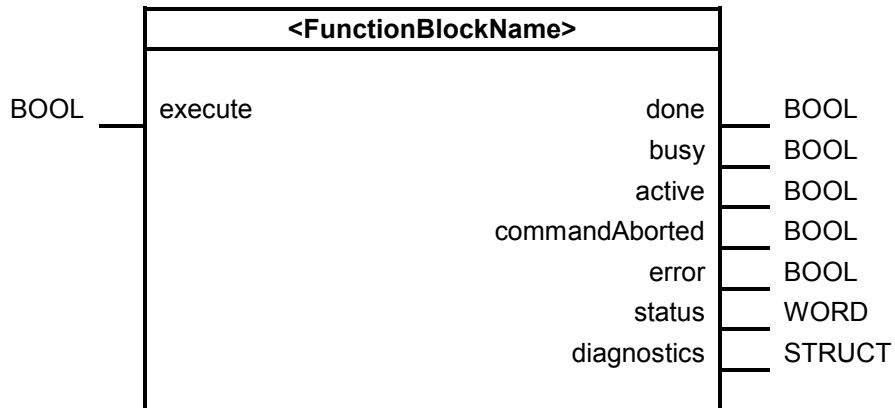 <FunctionBlockName>
BOOL execute done BOOL
busy BOOL
active BOOL
commandAborted BOOL
error BOOL
status WORD
diagnostics STRUCT